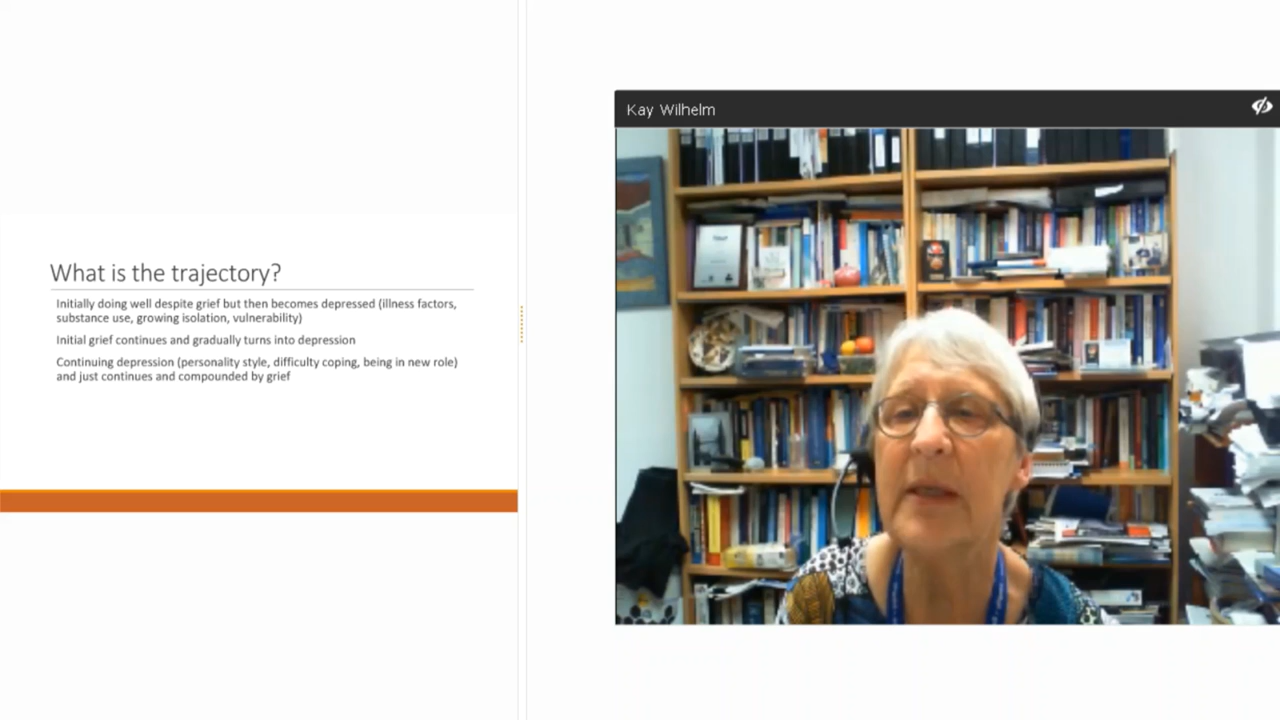 What is the trajectory?
Initially doing well despite grief but then becomes depressed (illness factors,
substance use, growing isolation, vulnerability)
Initial grief continues and gradually turns into depression
Continuing depression (personality style, difficulty coping, being in new role)
and just continues and compounded by grief
Kay Wilhelm